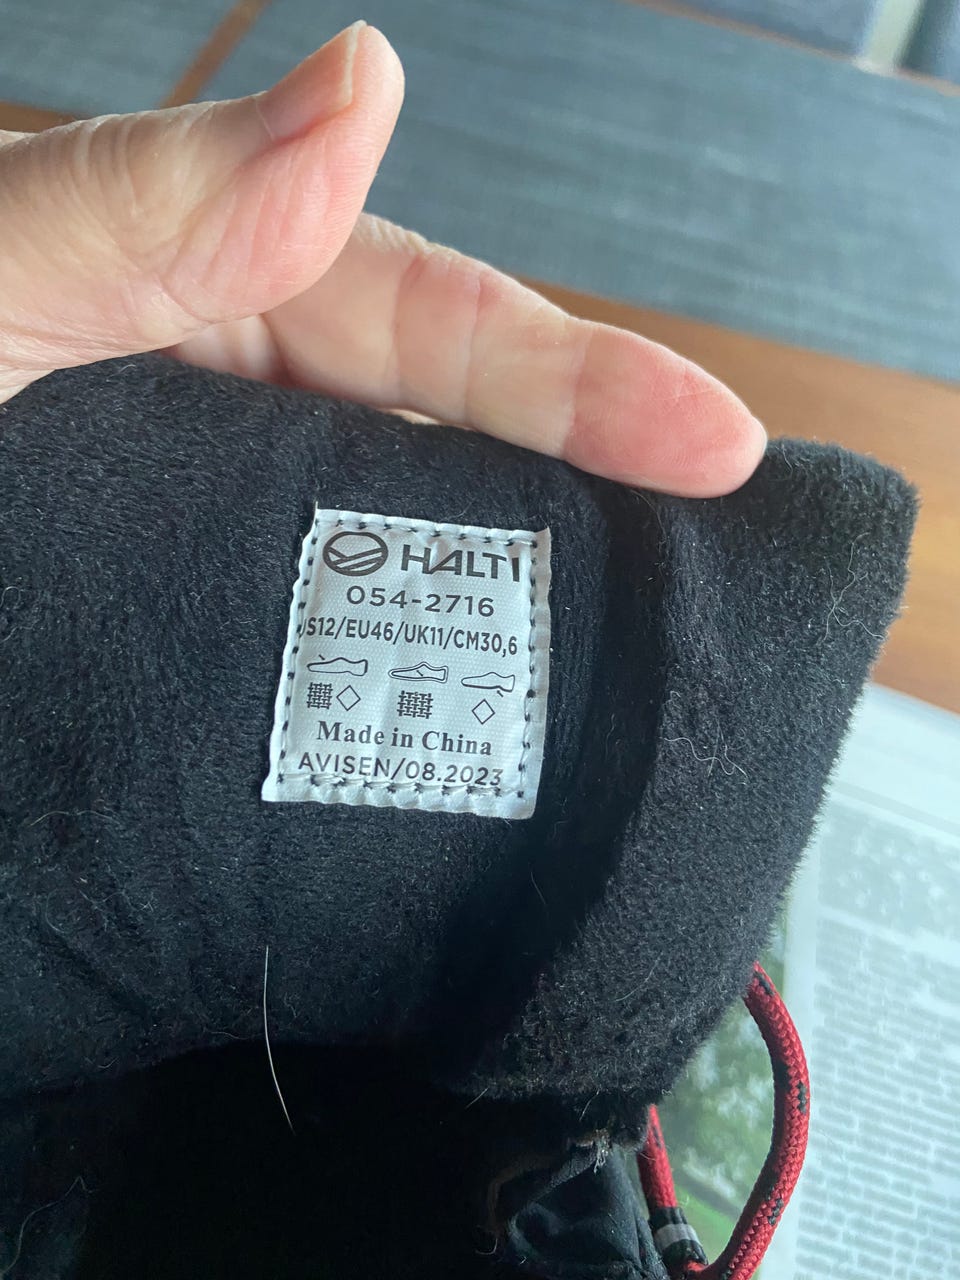 HALTI
054-2716
S12/EU46/UK11/CM30,6
Made in China
AVISEN/08.2023